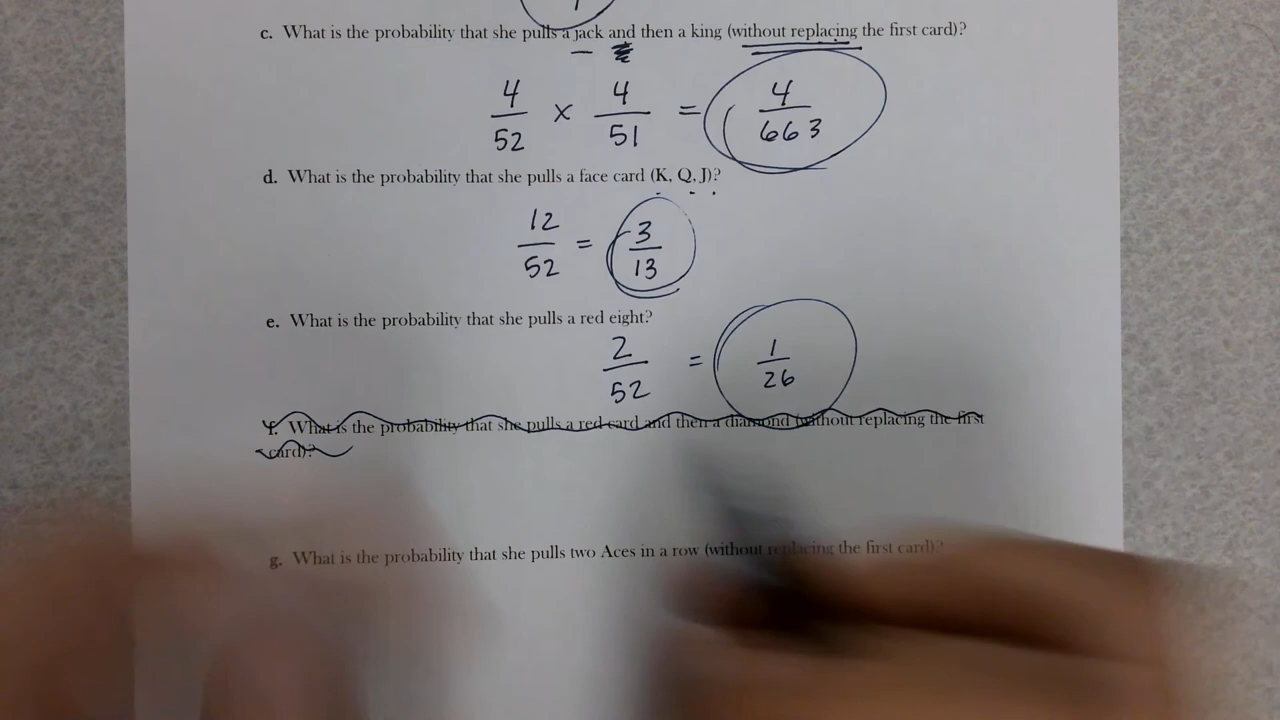 c. What is the probability that she pulls a jack and then a king (without replacing the first card)?
4/52 x 4/51 = 4/663
d. What is the probability that she pulls a face card (K, Q, J)?
12/52 = 3/13
e. What is the probability that she pulls a red eight?
2/52 = 1/26
f. What is the probability that she pulls a red card and then a diamond (without replacing the first
card)?
g. What is the probability that she pulls two Aces in a row (without replacing the first card)?